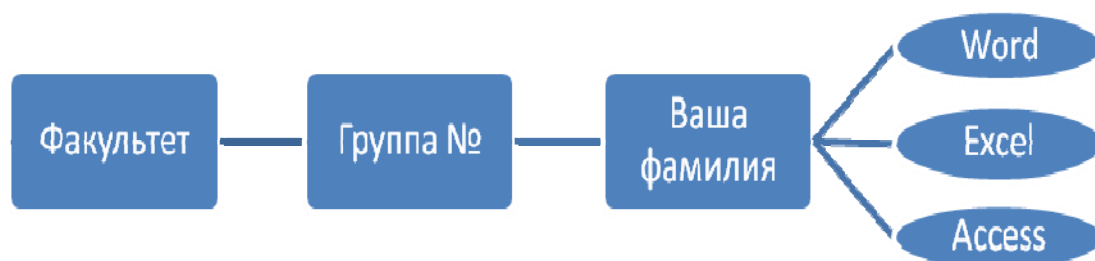 Факультет
Группа №
Ваша
фамилия
Word
Excel
Access